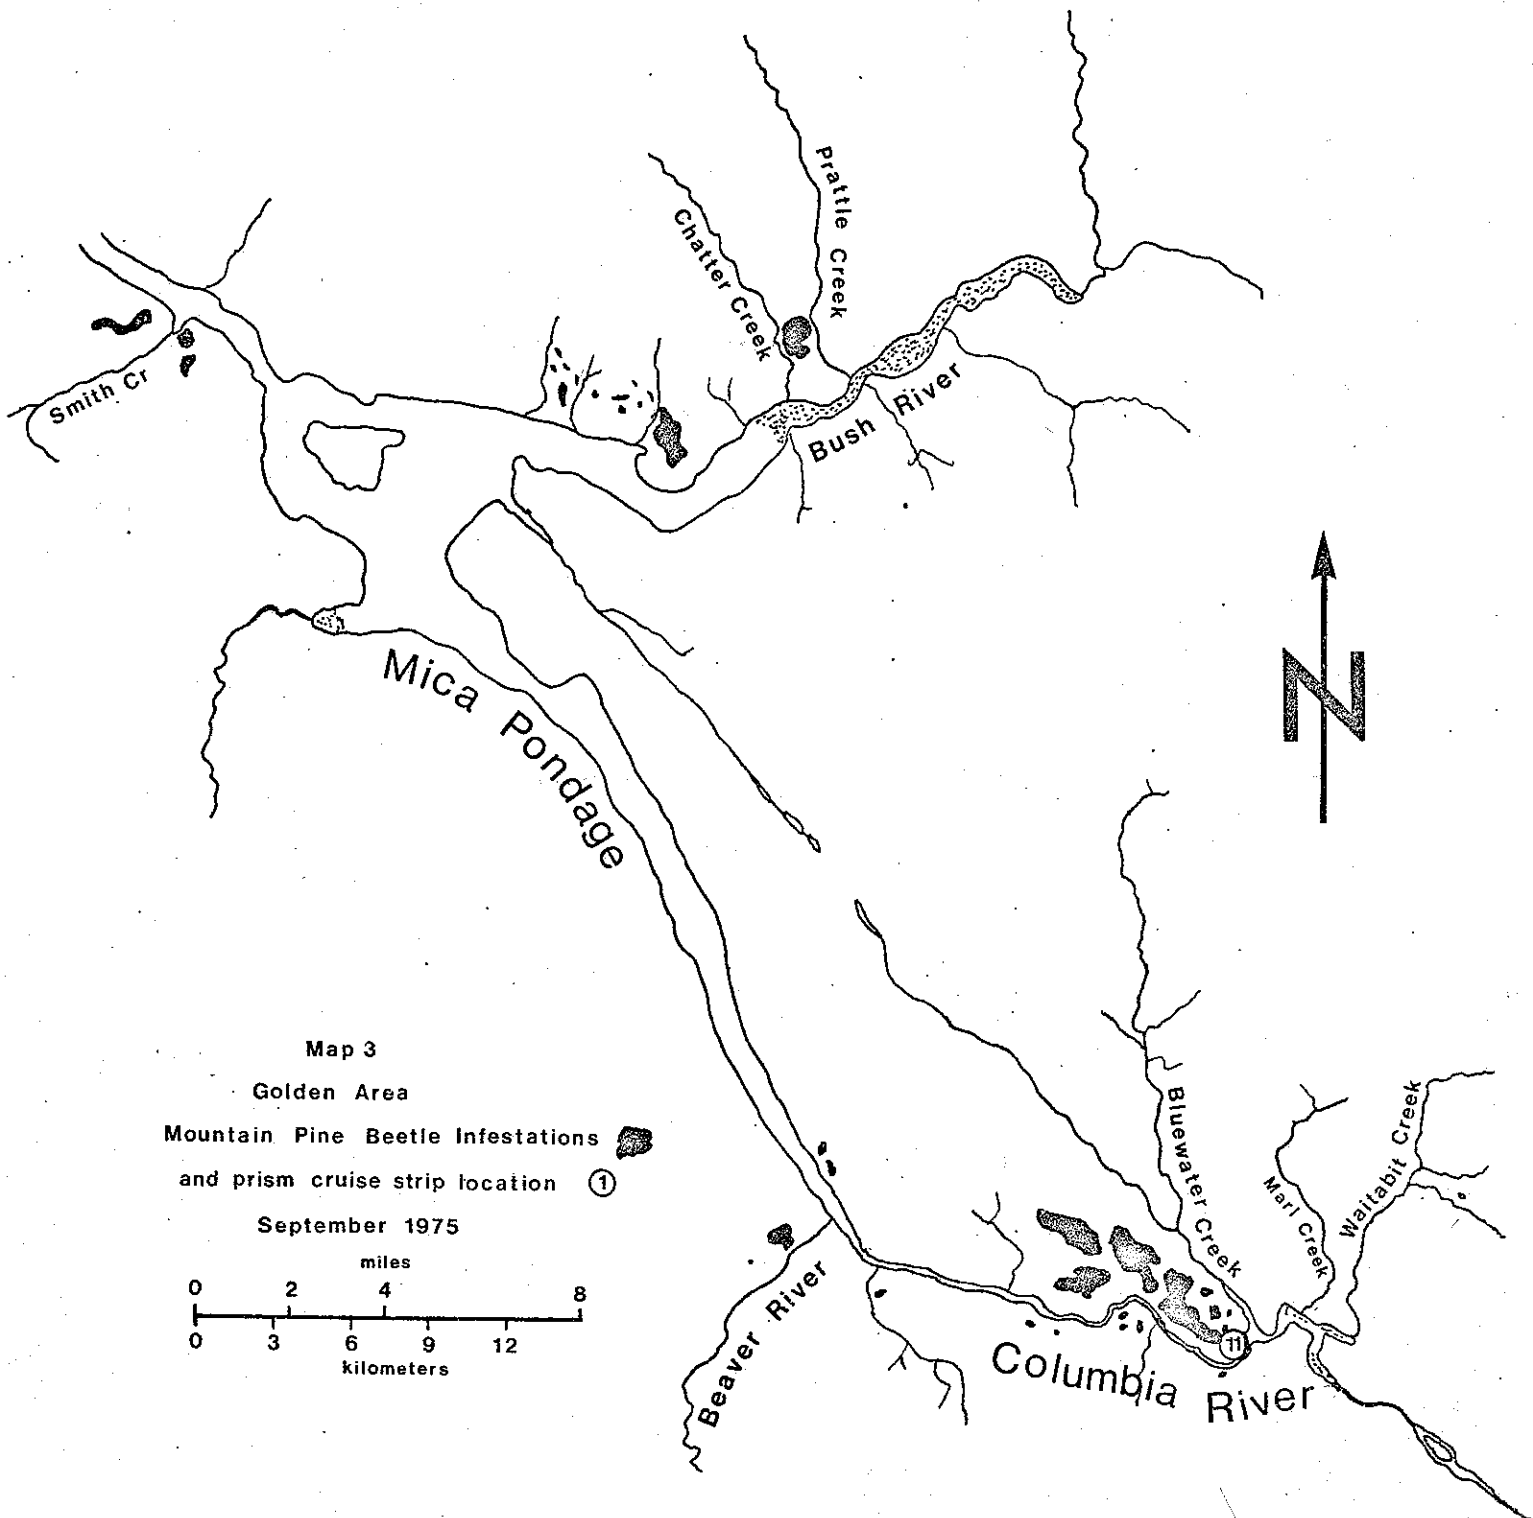 Prattle Creek
Chatter Creek
Smith Cr
Bush River
N
Mica Pondage
Map 3
Golden Area
Mountain Pine Beetle Infestations
and prism cruise strip location 1
September 1975
miles
0 2 4 8
0 3 6 9 12
kilometers
Bluewater Creek
Marl Creek
Waitabit Creek
Beaver River
11
Columbia River